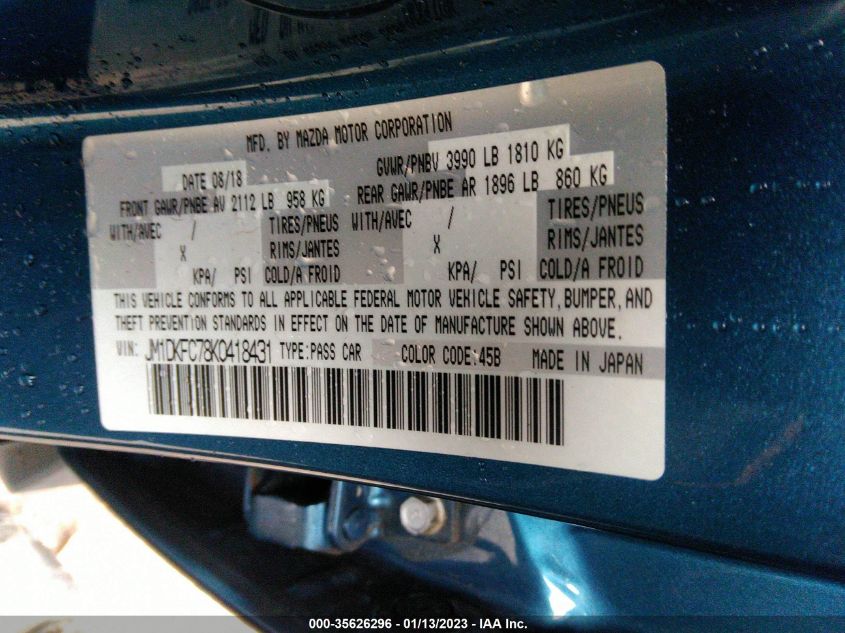 MFD. BY MAZDA MOTOR CORPORATION
DATE 08/18 GVWR/PNBV 3990 LB 1810 KG
FRONT GAWR/PNBE AV 2112 LB 958 KG REAR GAWR/PNBE AR 1896 LB 860 KG
WITH/AVEC / TIRES/PNEUS WITH/AVEC / TIRES/PNEUS
X RIMS/JANTES X RIMS/JANTES
KPA/ PSI COLD/A FROID KPA/ PSI COLD/A FROID
THIS VEHICLE CONFORMS TO ALL APPLICABLE FEDERAL MOTOR VEHICLE SAFETY, BUMPER, AND
THEFT PREVENTION STANDARDS IN EFFECT ON THE DATE OF MANUFACTURE SHOWN ABOVE.
VIN: JM1DKFC78K0418431 TYPE:PASS CAR COLOR CODE:45B MADE IN JAPAN
000-35626296 - 01/13/2023 - IAA Inc.